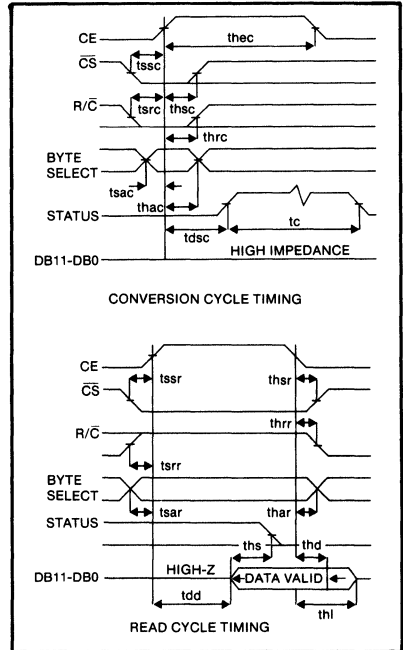 CE
thec
tssc
CS
thsc
R/C
tsrc
thrc
BYTE
SELECT
tsac
thac
STATUS
tdsc
tc
HIGH IMPEDANCE
DB11-DB0
CONVERSION CYCLE TIMING
CE
tssr
thsr
CS
thrr
R/C
tsrr
BYTE
SELECT
tsar
thar
STATUS
ths
thd
HIGH-Z
DB11-DB0
DATA VALID
tdd
thl
READ CYCLE TIMING